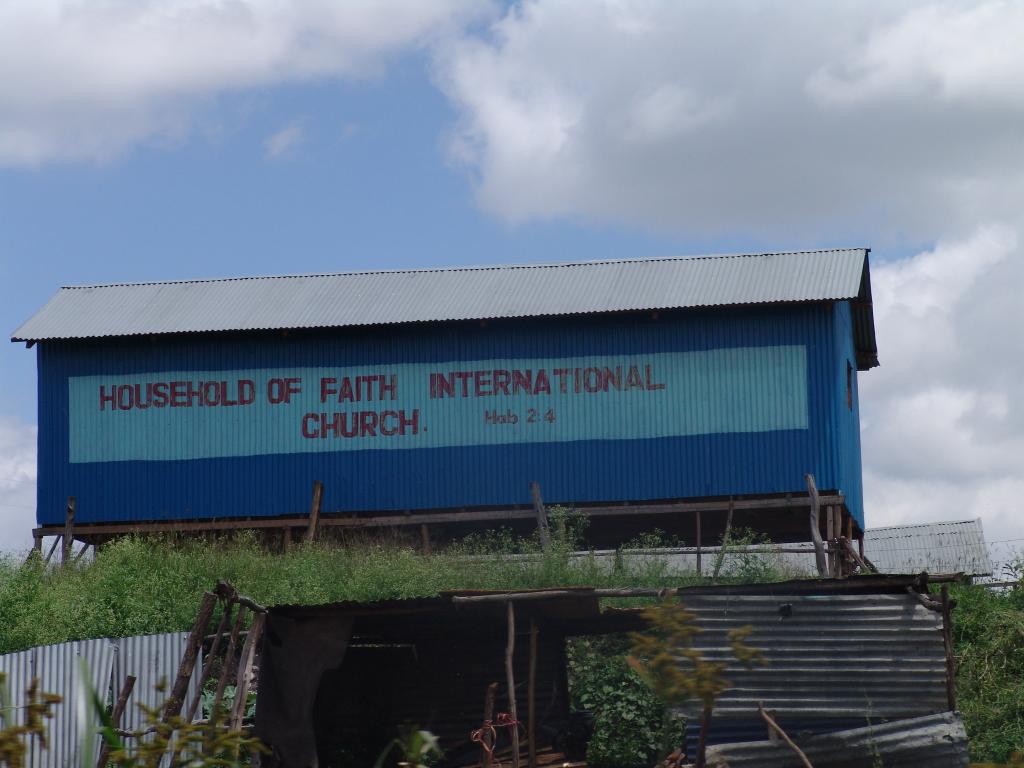 HOUSEHOLD OF FAITH INTERNATIONAL
CHURCH. Hab 2:4